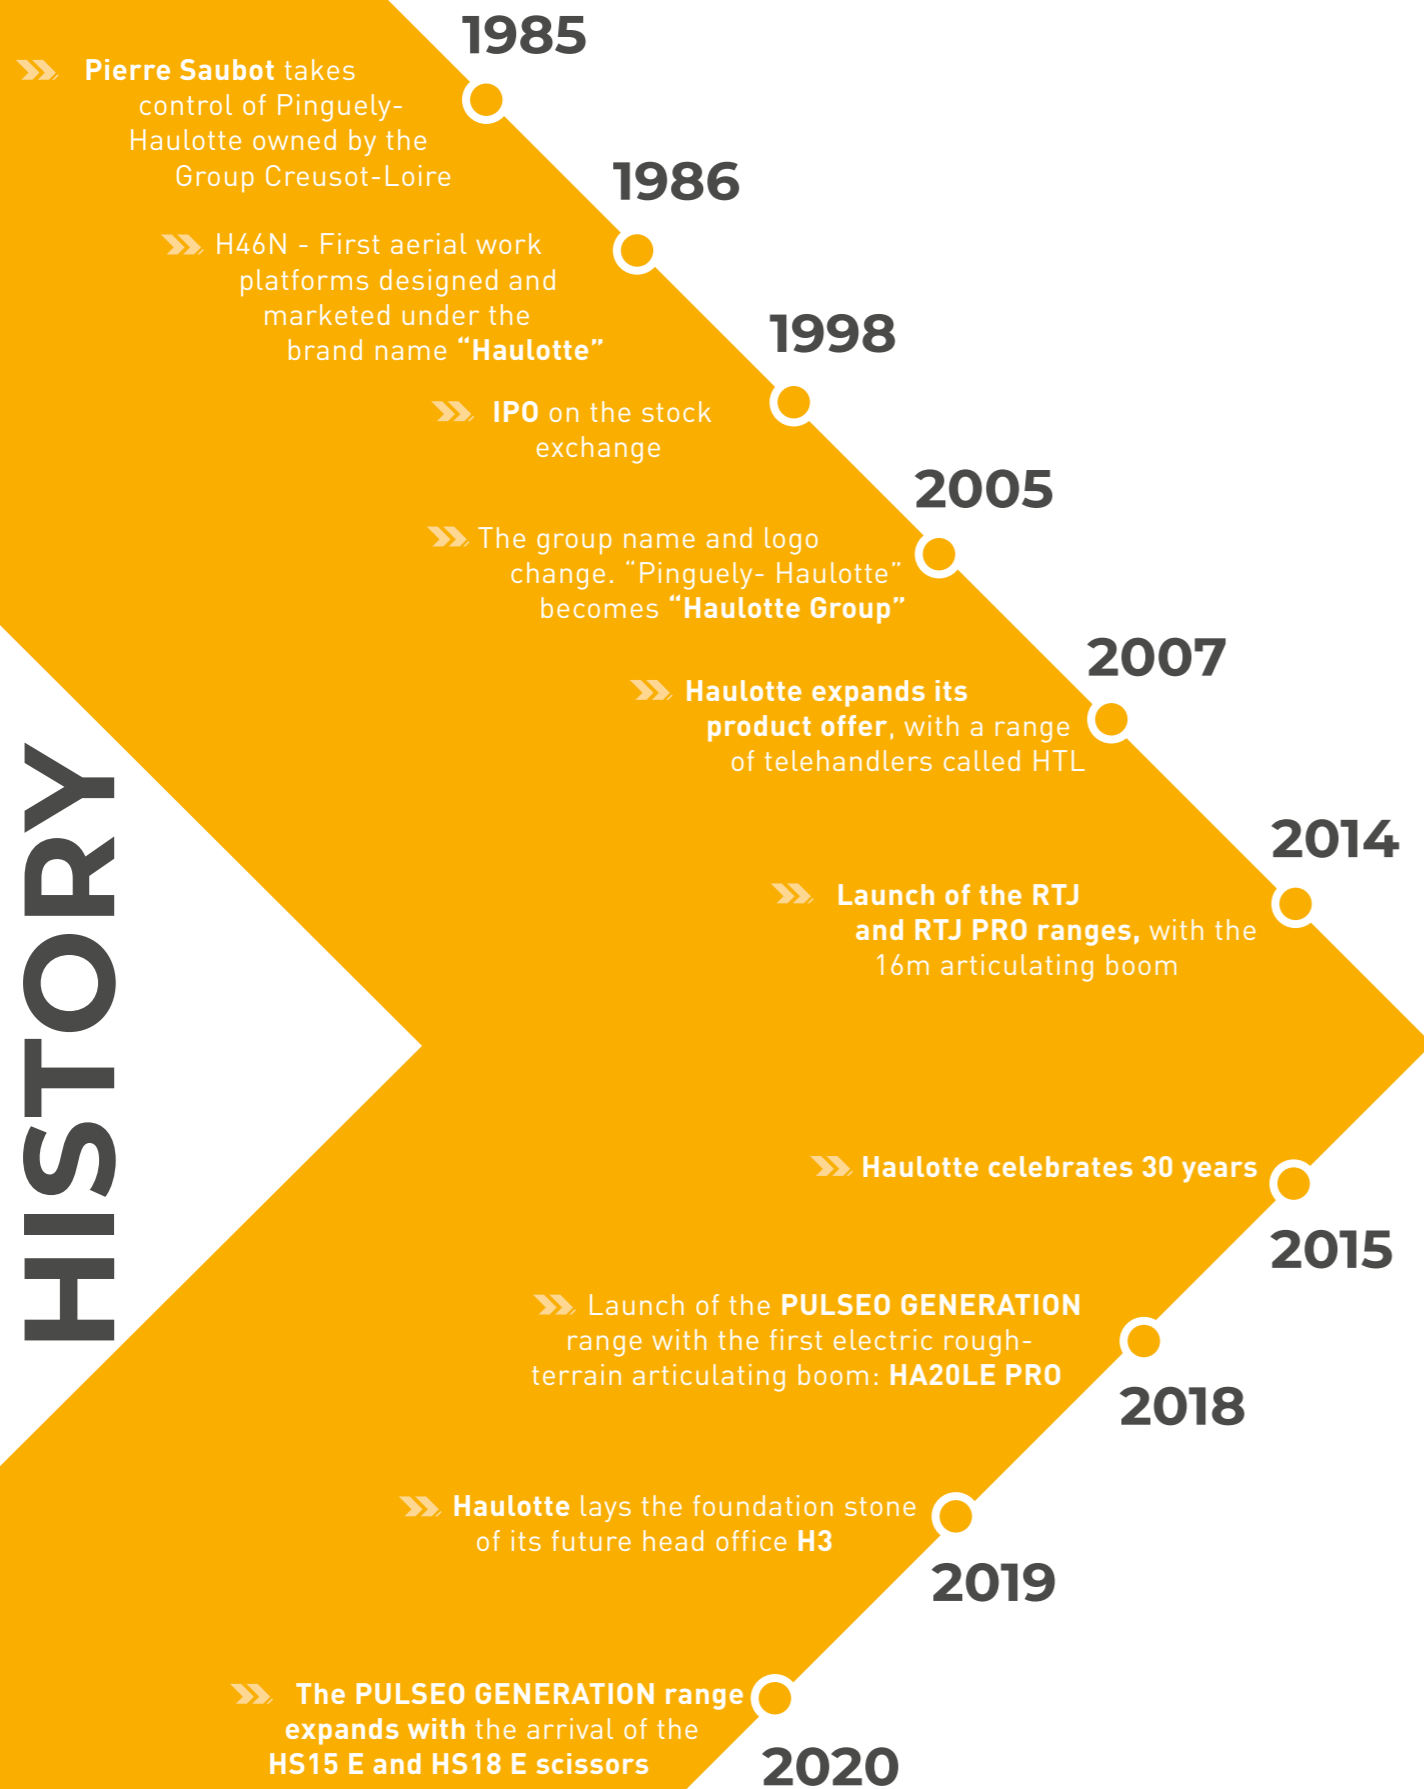 HISTORY
1985
Pierre Saubot takes
control of Pinguely-
Haulotte owned by the
Group Creusot-Loire
1986
H46N - First aerial work
platforms designed and
marketed under the
brand name “Haulotte”
1998
IPO on the stock
exchange
2005
The group name and logo
change. “Pinguely- Haulotte”
becomes “Haulotte Group”
2007
Haulotte expands its
product offer, with a range
of telehandlers called HTL
2014
Launch of the RTJ
and RTJ PRO ranges, with the
16m articulating boom
Haulotte celebrates 30 years
2015
Launch of the PULSEO GENERATION
range with the first electric rough-
terrain articulating boom: HA20LE PRO
2018
Haulotte lays the foundation stone
of its future head office H3
2019
The PULSEO GENERATION range
expands with the arrival of the
HS15 E and HS18 E scissors
2020